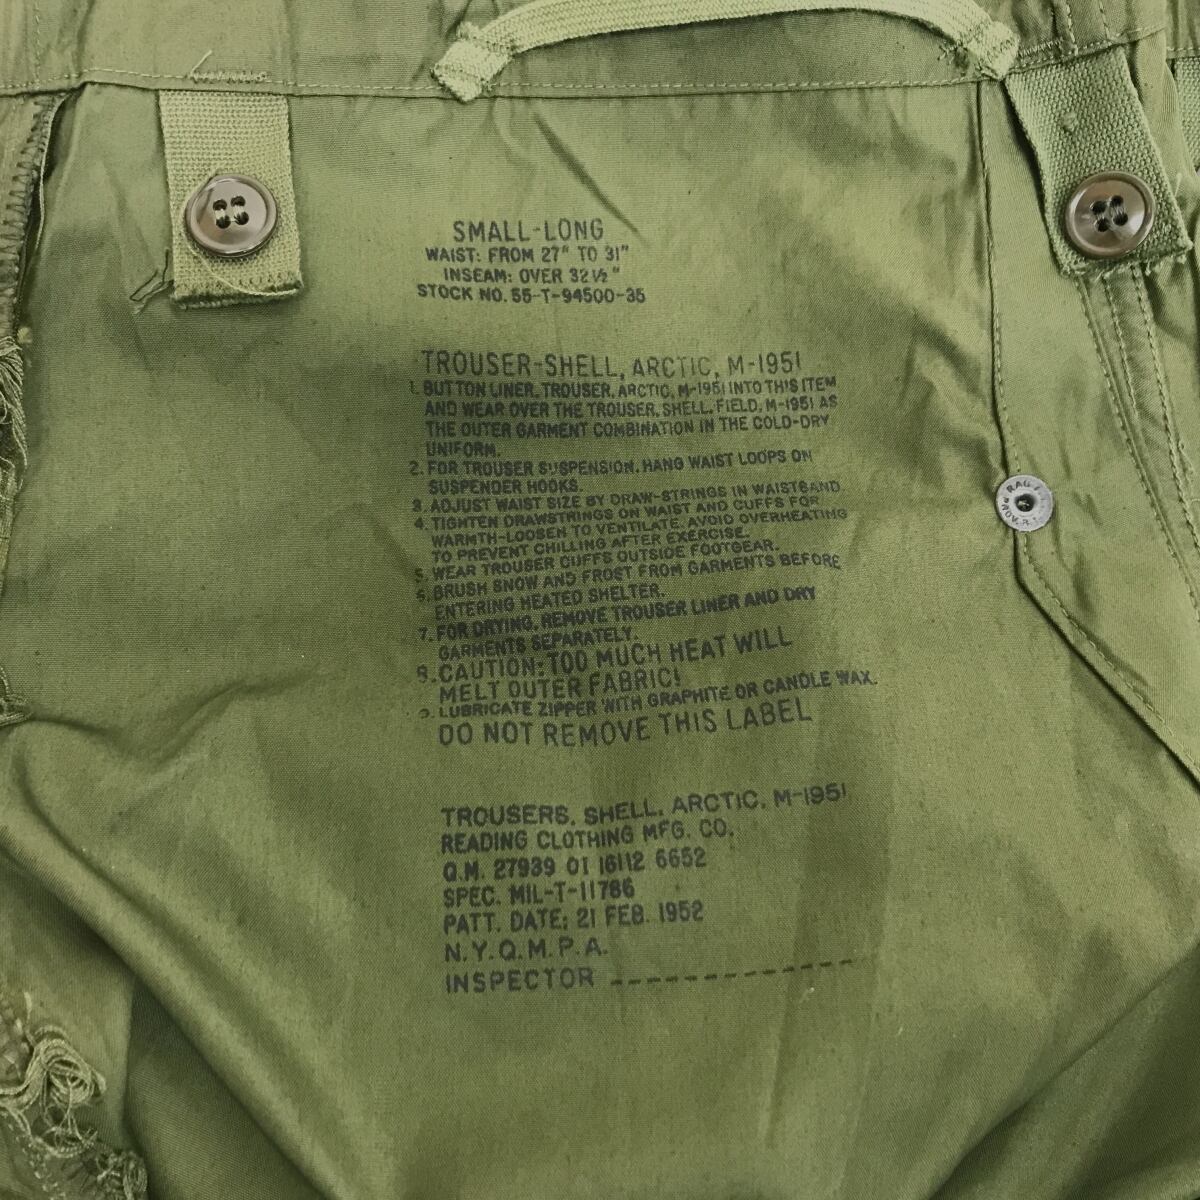 SMALL-LONG
WAIST: FROM 27" TO 31"
INSEAM: OVER 32½"
STOCK NO. 55-T-94500-35
TROUSER-SHELL, ARCTIC, M-1951
1. BUTTON LINER, TROUSER, ARCTIC, M-1951 INTO THIS ITEM
AND WEAR OVER THE TROUSER, SHELL, FIELD, M-1951 AS
THE OUTER GARMENT COMBINATION IN THE COLD-DRY
UNIFORM.
2. FOR TROUSER SUSPENSION, HANG WAIST LOOPS ON
SUSPENDER HOOKS.
3. ADJUST WAIST SIZE BY DRAW-STRINGS IN WAISTBAND.
4. TIGHTEN DRAWSTRINGS ON WAIST AND CUFFS FOR
WARMTH-LOOSEN TO VENTILATE. AVOID OVERHEATING
TO PREVENT CHILLING AFTER EXERCISE.
5. WEAR TROUSER CUFFS OUTSIDE FOOTGEAR.
6. BRUSH SNOW AND FROST FROM GARMENTS BEFORE
ENTERING HEATED SHELTER.
7. FOR DRYING, REMOVE TROUSER LINER AND DRY
GARMENTS SEPARATELY.
8. CAUTION: TOO MUCH HEAT WILL
MELT OUTER FABRIC!
9. LUBRICATE ZIPPER WITH GRAPHITE OR CANDLE WAX.
DO NOT REMOVE THIS LABEL
TROUSERS, SHELL, ARCTIC, M-1951
READING CLOTHING MFG. CO.
Q.M. 27939 OI 16112 6652
SPEC. MIL-T-11786
PATT. DATE: 21 FEB. 1952
N.Y.Q.M.P.A.
INSPECTOR ---------------